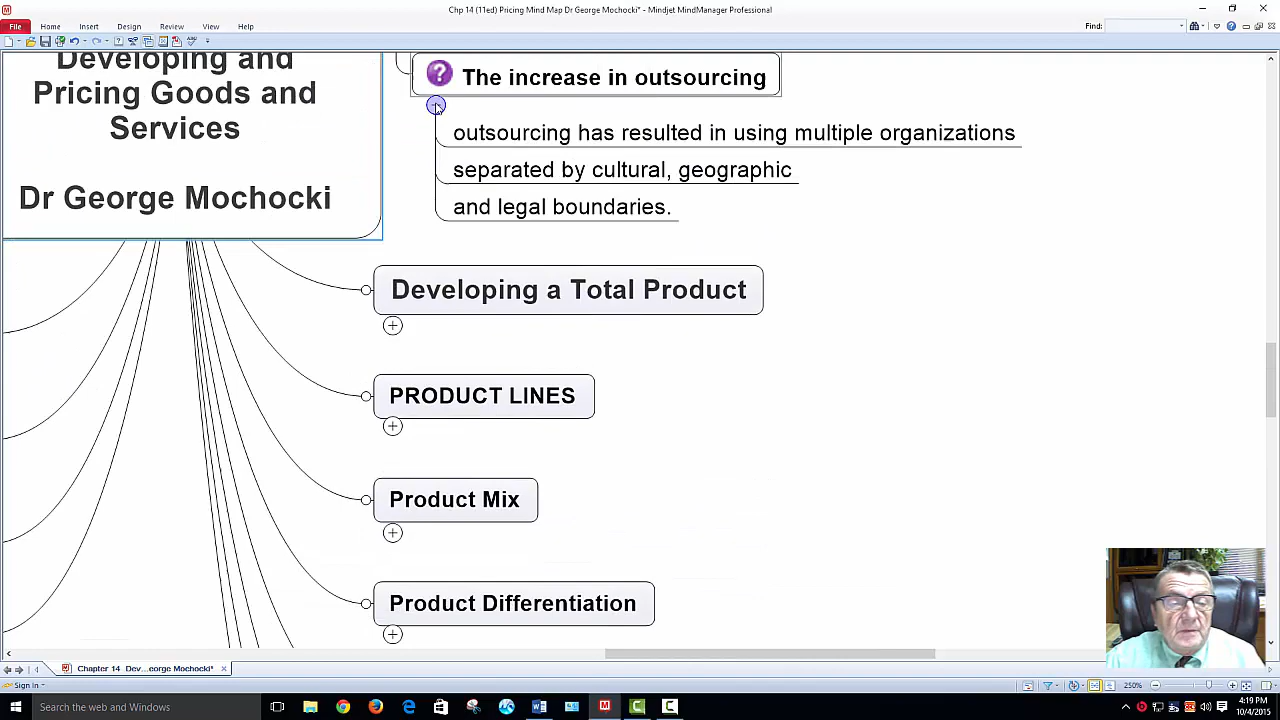 Chp 14 (11ed) Pricing Mind Map Dr George Mochocki* - Mindjet MindManager Professional
File Home Insert Design Review View Help Find:
Developing and
Pricing Goods and
Services
Dr George Mochocki
The increase in outsourcing
outsourcing has resulted in using multiple organizations
separated by cultural, geographic
and legal boundaries.
Developing a Total Product
PRODUCT LINES
Product Mix
Product Differentiation
Chapter 14 Dev...eorge Mochocki*
Sign In
250%
Search the web and Windows
4:19 PM
10/4/2015